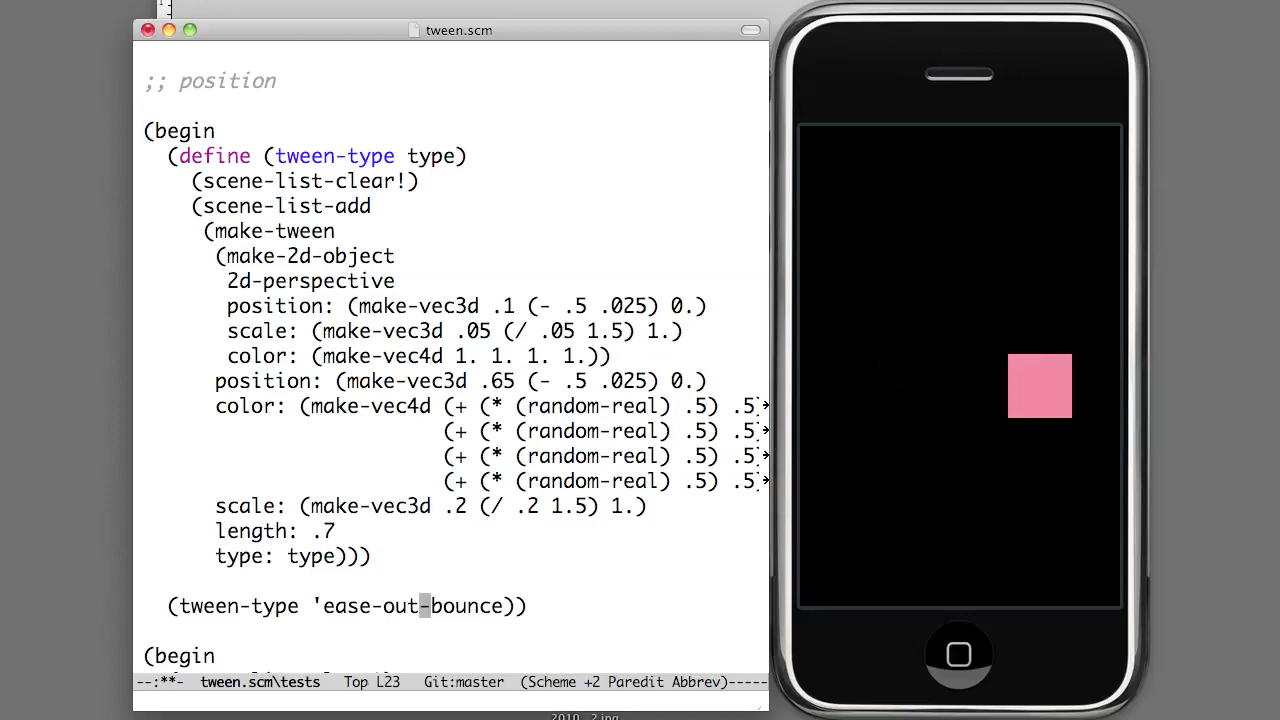 tween.scm
;; position
(begin
(define (tween-type type)
(scene-list-clear!)
(scene-list-add
(make-tween
(make-2d-object
2d-perspective
position: (make-vec3d .1 (- .5 .025) 0.)
scale: (make-vec3d .05 (/ .05 1.5) 1.)
color: (make-vec4d 1. 1. 1. 1.))
position: (make-vec3d .65 (- .5 .025) 0.)
color: (make-vec4d (+ (* (random-real) .5) .5)
(+ (* (random-real) .5) .5)
(+ (* (random-real) .5) .5)
(+ (* (random-real) .5) .5)
scale: (make-vec3d .2 (/ .2 1.5) 1.)
length: .7
type: type)))
(tween-type 'ease-out-bounce))
(begin
--:**- tween.scm\tests Top L23 Git:master (Scheme +2 Paredit Abbrev)-----